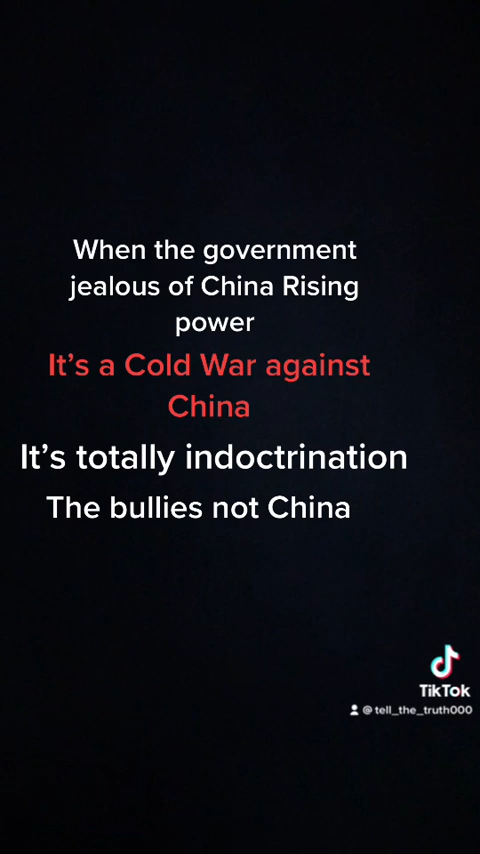 When the government
jealous of China Rising
power
It's a Cold War against
China
It's totally indoctrination
The bullies not China
TikTok
@tell_the_truth000